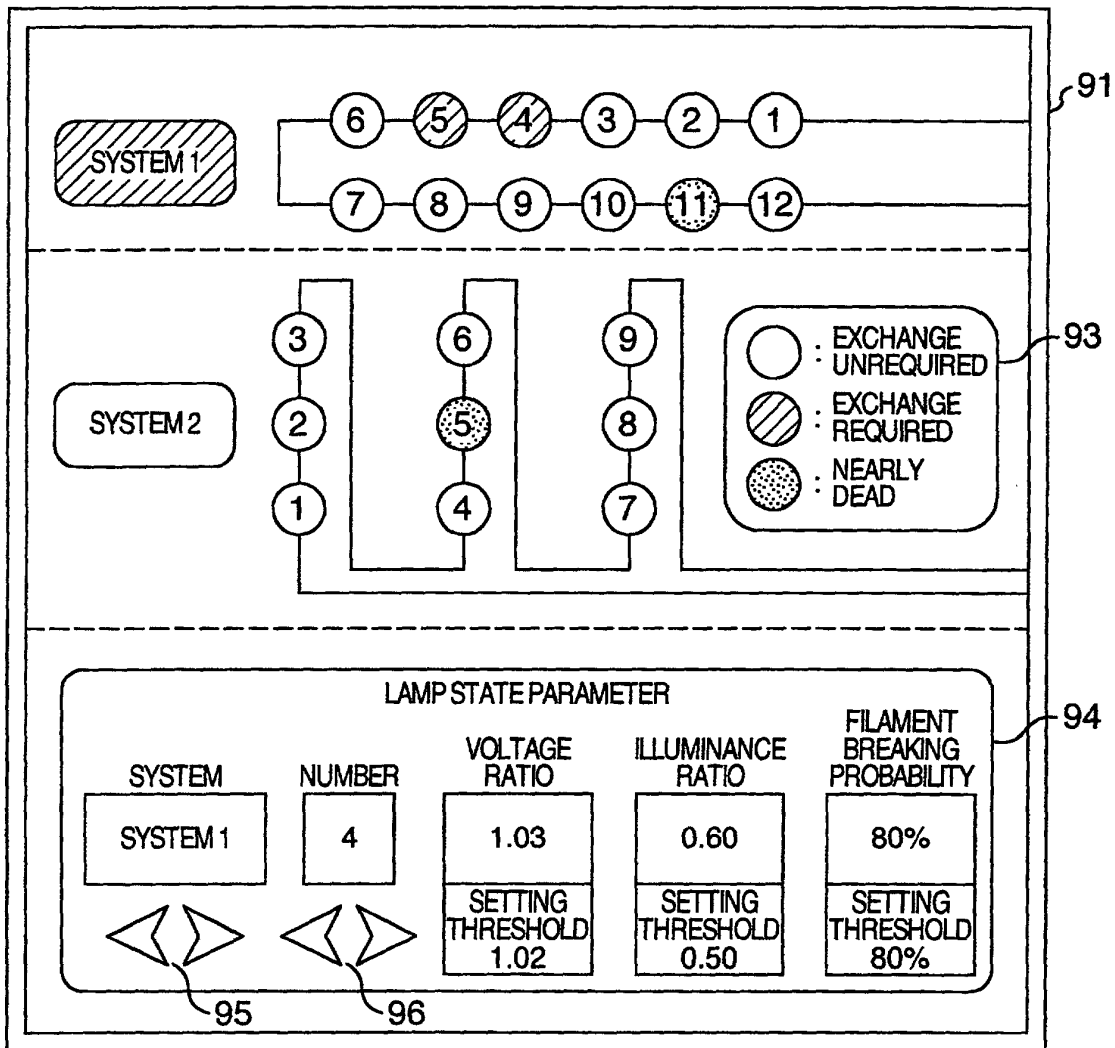 91
6 5 4 3 2 1
SYSTEM 1
7 8 9 10 11 12
3 6 9
93
: EXCHANGE
UNREQUIRED
SYSTEM 2
2 5 8
: EXCHANGE
REQUIRED
: NEARLY
DEAD
1 4 7
LAMP STATE PARAMETER
94
SYSTEM
NUMBER
VOLTAGE
RATIO
ILLUMINANCE
RATIO
FILAMENT
BREAKING
PROBABILITY
SYSTEM 1
4
1.03
0.60
80%
SETTING
THRESHOLD
1.02
SETTING
THRESHOLD
0.50
SETTING
THRESHOLD
80%
95
96